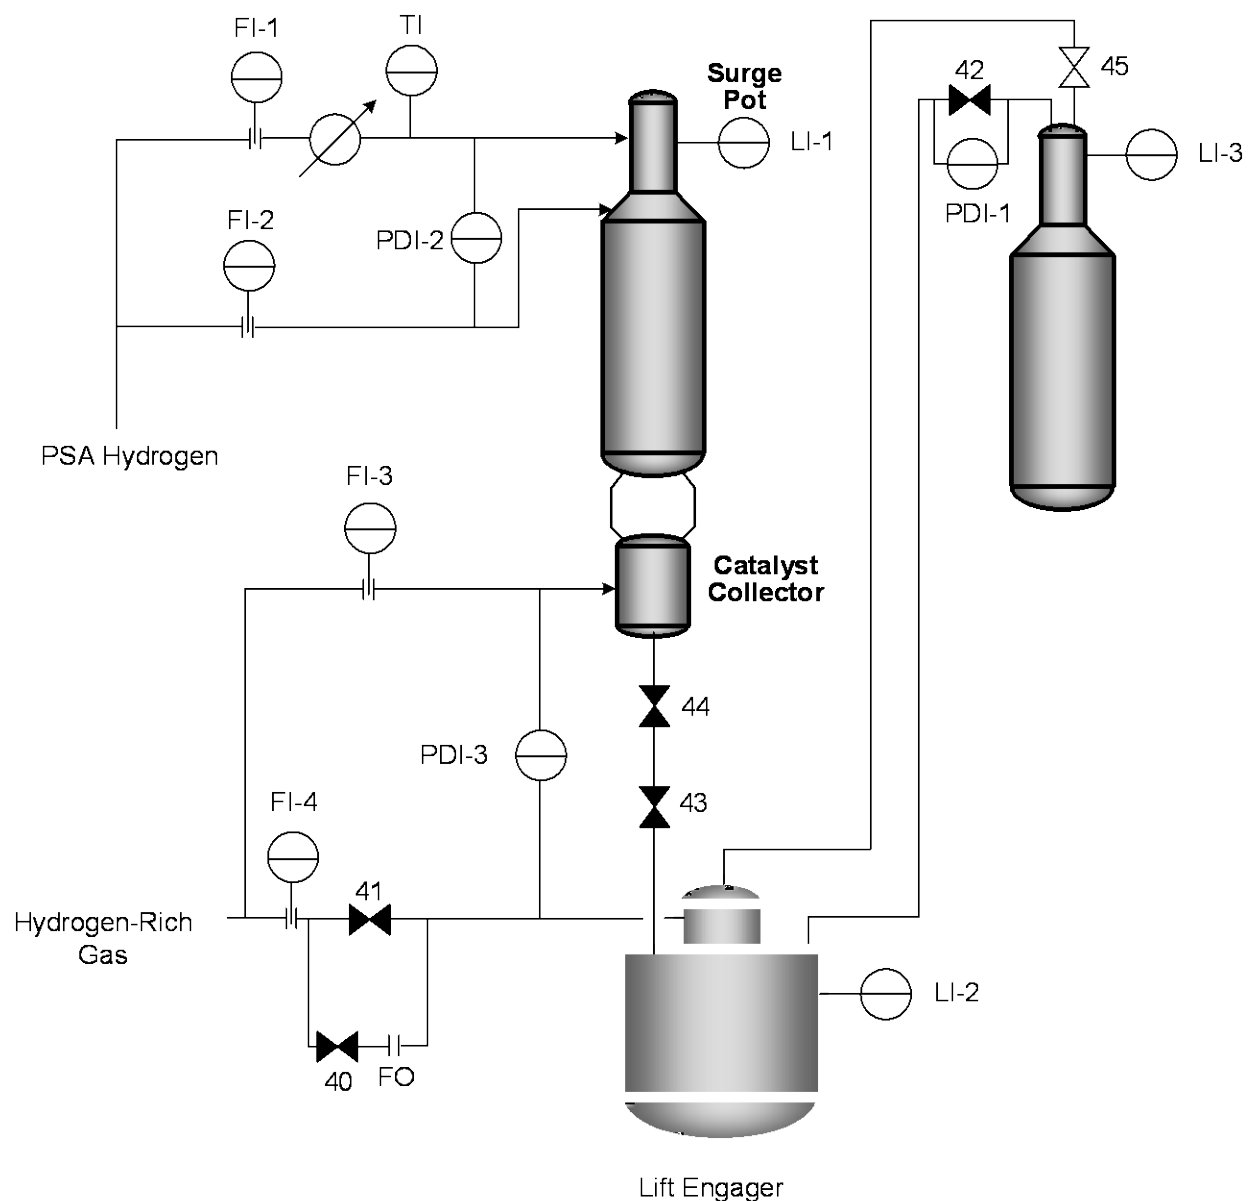 FI-1
TI
Surge
Pot
LI-1
42
45
LI-3
PDI-1
FI-2
PDI-2
PSA Hydrogen
FI-3
Catalyst
Collector
44
PDI-3
43
FI-4
41
Hydrogen-Rich
Gas
LI-2
40
FO
Lift Engager